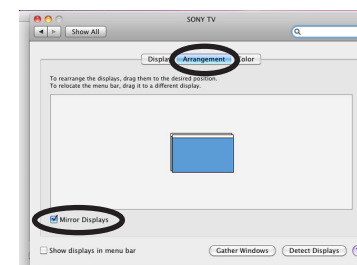 SONY TV
Show All
Display Arrangement Color
To rearrange the displays, drag them to the desired position.
To relocate the menu bar, drag it to a different display.
Mirror Displays
Show displays in menu bar
Gather Windows Detect Displays